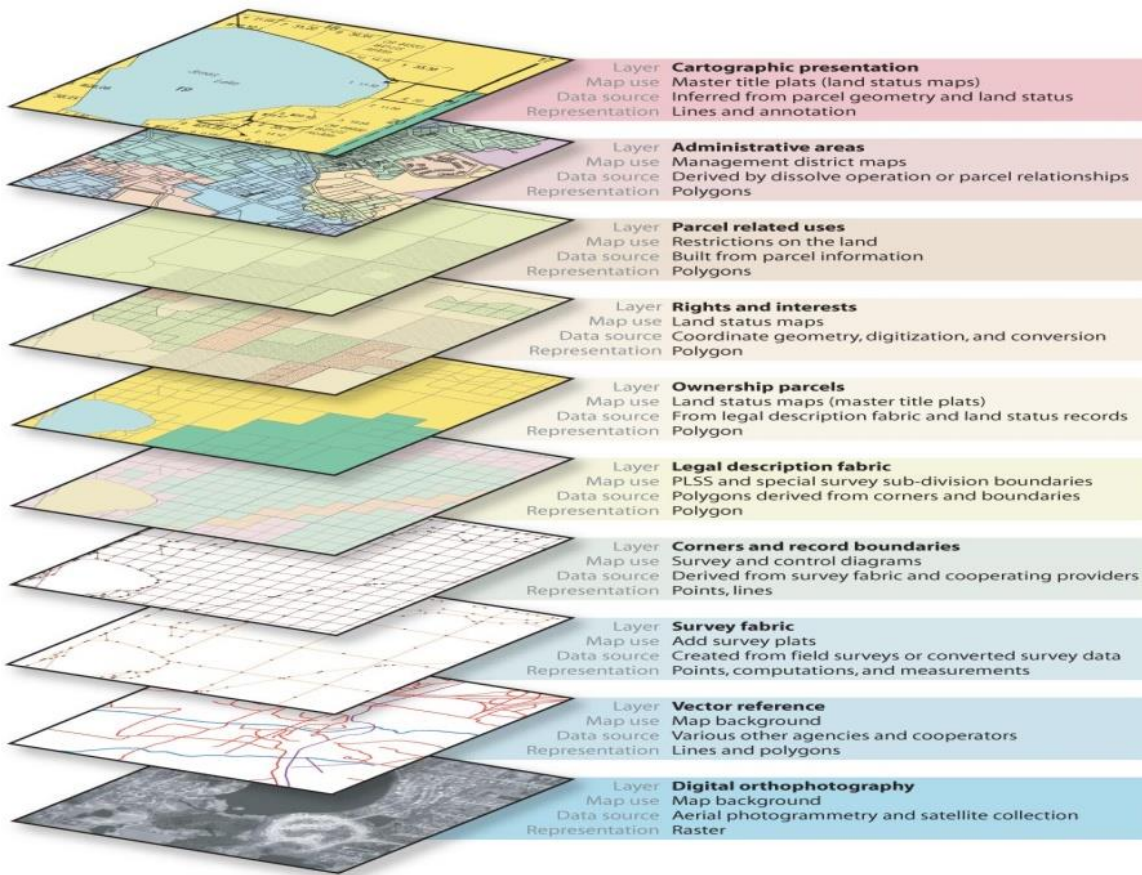 Layer Cartographic presentation
Map use Master title plats (land status maps)
Data source Inferred from parcel geometry and land status
Representation Lines and annotation
Layer Administrative areas
Map use Management district maps
Data source Derived by dissolve operation or parcel relationships
Representation Polygons
Layer Parcel related uses
Map use Restrictions on the land
Data source Built from parcel information
Representation Polygons
Layer Rights and interests
Map use Land status maps
Data source Coordinate geometry, digitization, and conversion
Representation Polygon
Layer Ownership parcels
Map use Land status maps (master title plats)
Data source From legal description fabric and land status records
Representation Polygon
Layer Legal description fabric
Map use PLSS and special survey sub-division boundaries
Data source Polygons derived from corners and boundaries
Representation Polygon
Layer Corners and record boundaries
Map use Survey and control diagrams
Data source Derived from survey fabric and cooperating providers
Representation Points, lines
Layer Survey fabric
Map use Add survey plats
Data source Created from field surveys or converted survey data
Representation Points, computations, and measurements
Layer Vector reference
Map use Map background
Data source Various other agencies and cooperators
Representation Lines and polygons
Layer Digital orthophotography
Map use Map background
Data source Aerial photogrammetry and satellite collection
Representation Raster